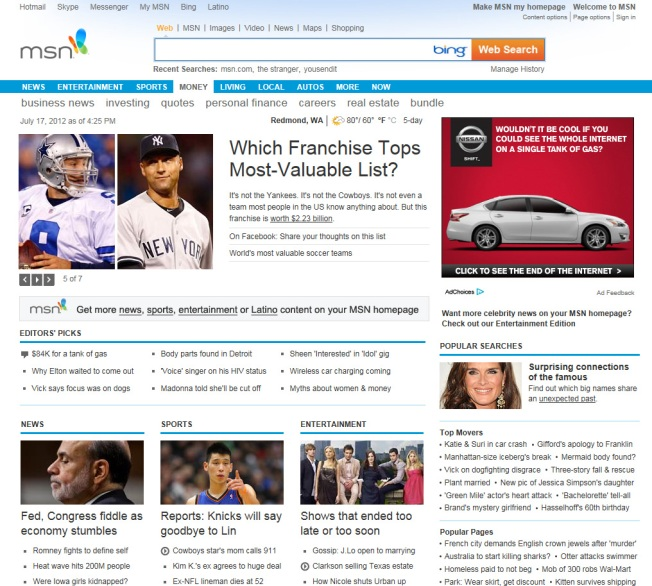 Hotmail Skype Messenger My MSN Bing Latino
Make MSN my homepage Welcome to MSN
Content options | Page options | Sign in
Web | MSN | Images | Video | News | Maps | Shopping
msn
bing Web Search
Recent Searches: msn.com, the stranger, yousendit
Manage History
NEWS ENTERTAINMENT SPORTS MONEY LIVING LOCAL AUTOS MORE NOW
business news investing quotes personal finance careers real estate bundle
July 17, 2012 as of 4:25 PM
Redmond, WA | 80°/ 60° °F °C 5-day
Which Franchise Tops
Most-Valuable List?
It's not the Yankees. It's not the Cowboys. It's not even a
team most people in the US know anything about. But this
franchise is worth $2.23 billion.
On Facebook: Share your thoughts on this list
World's most valuable soccer teams
NEW YORK
9
5 of 7
NISSAN
SHIFT_
WOULDN'T IT BE COOL IF YOU
COULD SEE THE WHOLE INTERNET
ON A SINGLE TANK OF GAS?
CLICK TO SEE THE END OF THE INTERNET >
AdChoices
Ad Feedback
msn Get more news, sports, entertainment or Latino content on your MSN homepage
Want more celebrity news on your MSN homepage?
Check out our Entertainment Edition
EDITORS' PICKS
$84K for a tank of gas
Why Elton waited to come out
Vick says focus was on dogs
Body parts found in Detroit
'Voice' singer on his HIV status
Madonna told she'll be cut off
Sheen 'Interested' in 'Idol' gig
Wireless car charging coming
Myths about women & money
POPULAR SEARCHES
Surprising connections
of the famous
Find out which big names share
an unexpected past.
Top Movers
• Katie & Suri in car crash • Gifford's apology to Franklin
• Manhattan-size iceberg's break • Mermaid body found?
• Vick on dogfighting disgrace • Three-story fall & rescue
• Plant married • New pic of Jessica Simpson's daughter
• 'Green Mile' actor's heart attack • 'Bachelorette' tell-all
• Brand's mystery girlfriend • Hasselhoff's 60th birthday
Popular Pages
• French city demands English crown jewels after 'murder'
• Australia to start killing sharks? • Otter attacks swimmer
• Homeless paid to not beg • Mob of 300 robs Wal-Mart
• Park: Wear skirt, get discount • Kitten survives shipping
NEWS
Fed, Congress fiddle as
economy stumbles
Romney fights to define self
Heat wave hits 200M people
Were Iowa girls kidnapped?
SPORTS
Reports: Knicks will say
goodbye to Lin
Cowboys star's mom calls 911
Kim K.'s ex agrees to huge deal
Ex-NFL lineman dies at 52
ENTERTAINMENT
Shows that ended too
late or too soon
Gossip: J.Lo open to marrying
Clarkson selling Texas estate
How Nicole shuts Urban up